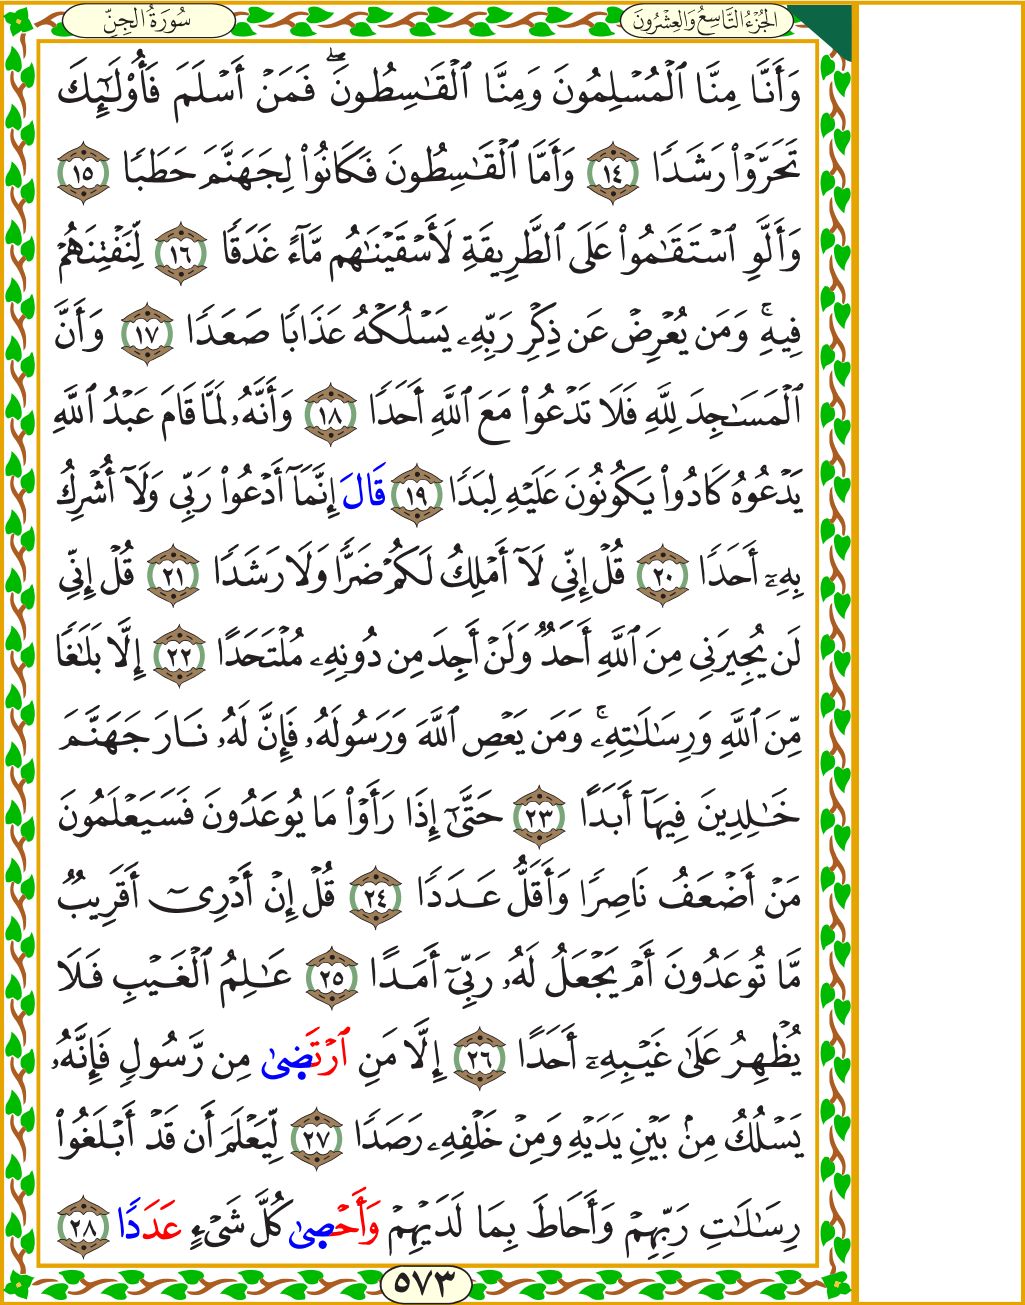 الجُزْءُ التَّاسِعُ وَالعِشْرُونَ
سُورَةُ الجِنِّ
وَأَنَّا مِنَّا ٱلۡمُسۡلِمُونَ وَمِنَّا ٱلۡقَٰسِطُونَۖ فَمَنۡ أَسۡلَمَ فَأُوْلَٰٓئِكَ
تَحَرَّوۡاْ رَشَدٗا ١٤ وَأَمَّا ٱلۡقَٰسِطُونَ فَكَانُواْ لِجَهَنَّمَ حَطَبٗا ١٥
وَأَلَّوِ ٱسۡتَقَٰمُواْ عَلَى ٱلطَّرِيقَةِ لَأَسۡقَيۡنَٰهُم مَّآءً غَدَقٗا ١٦ لِّنَفۡتِنَهُمۡ
فِيهِۚ وَمَن يُعۡرِضۡ عَن ذِكۡرِ رَبِّهِۦ يَسۡلُكۡهُ عَذَابٗا صَعَدٗا ١٧ وَأَنَّ
ٱلۡمَسَٰجِدَ لِلَّهِ فَلَا تَدۡعُواْ مَعَ ٱللَّهِ أَحَدٗا ١٨ وَأَنَّهُۥ لَمَّا قَامَ عَبۡدُ ٱللَّهِ
يَدۡعُوهُ كَادُواْ يَكُونُونَ عَلَيۡهِ لِبَدٗا ١٩ قَالَ إِنَّمَآ أَدۡعُواْ رَبِّي وَلَآ أُشۡرِكُ
بِهِۦٓ أَحَدٗا ٢٠ قُلۡ إِنِّي لَآ أَمۡلِكُ لَكُمۡ ضَرّٗا وَلَا رَشَدٗا ٢١ قُلۡ إِنِّي
لَن يُجِيرَنِي مِنَ ٱللَّهِ أَحَدٞ وَلَنۡ أَجِدَ مِن دُونِهِۦ مُلۡتَحَدًا ٢٢ إِلَّا بَلَٰغٗا
مِّنَ ٱللَّهِ وَرِسَٰلَٰتِهِۦۚ وَمَن يَعۡصِ ٱللَّهَ وَرَسُولَهُۥ فَإِنَّ لَهُۥ نَارَ جَهَنَّمَ
خَٰلِدِينَ فِيهَآ أَبَدًا ٢٣ حَتَّىٰٓ إِذَا رَأَوۡاْ مَا يُوعَدُونَ فَسَيَعۡلَمُونَ
مَنۡ أَضۡعَفُ نَاصِرٗا وَأَقَلُّ عَدَدٗا ٢٤ قُلۡ إِنۡ أَدۡرِيٓ أَقَرِيبٞ
مَّا تُوعَدُونَ أَمۡ يَجۡعَلُ لَهُۥ رَبِّيٓ أَمَدًا ٢٥ عَٰلِمُ ٱلۡغَيۡبِ فَلَا
يُظۡهِرُ عَلَىٰ غَيۡبِهِۦٓ أَحَدًا ٢٦ إِلَّا مَنِ ٱرۡتَضَىٰ مِن رَّسُولٖ فَإِنَّهُۥ
يَسۡلُكُ مِنۢ بَيۡنِ يَدَيۡهِ وَمِنۡ خَلۡفِهِۦ رَصَدٗا ٢٧ لِّيَعۡلَمَ أَن قَدۡ أَبۡلَغُواْ
رِسَٰلَٰتِ رَبِّهِمۡ وَأَحَاطَ بِمَا لَدَيۡهِمۡ وَأَحۡصَىٰ كُلَّ شَيۡءٍ عَدَدَۢا ٢٨
٥٧٣